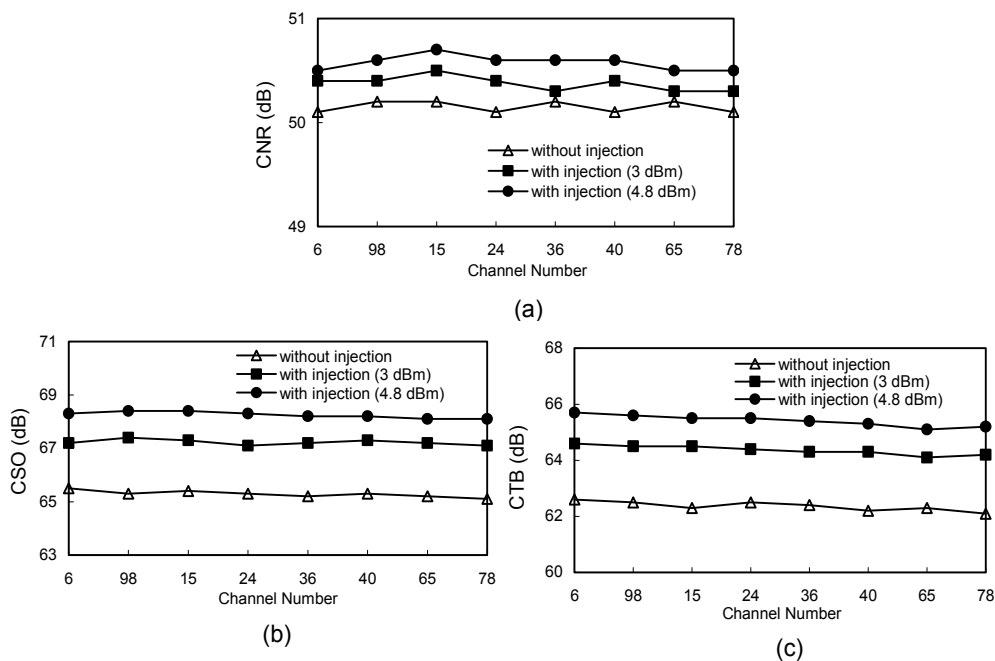 51
50
49
CNR (dB)
without injection
with injection (3 dBm)
with injection (4.8 dBm)
6 98 15 24 36 40 65 78
Channel Number
(a)
71
69
67
65
63
CSO (dB)
without injection
with injection (3 dBm)
with injection (4.8 dBm)
6 98 15 24 36 40 65 78
Channel Number
(b)
68
66
64
62
60
CTB (dB)
without injection
with injection (3 dBm)
with injection (4.8 dBm)
6 98 15 24 36 40 65 78
Channel Number
(c)